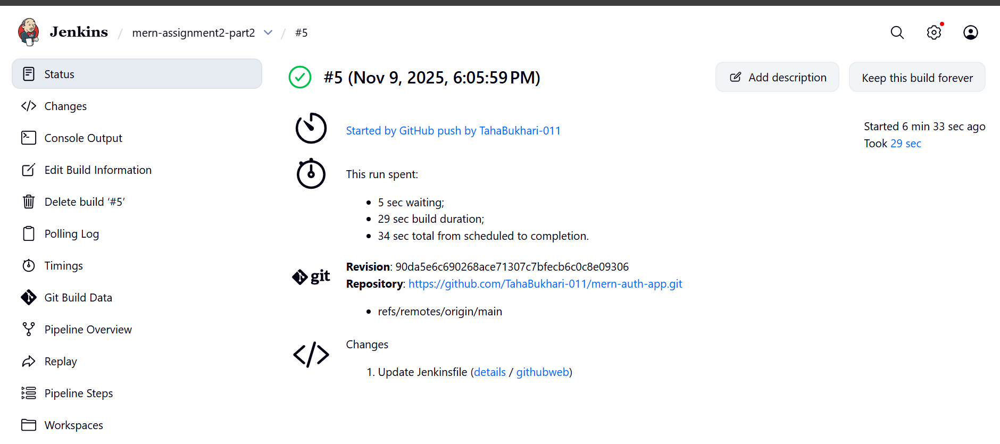 Jenkins / mern-assignment2-part2 / #5
Status
Changes
Console Output
Edit Build Information
Delete build ‘#5’
Polling Log
Timings
Git Build Data
Pipeline Overview
Replay
Pipeline Steps
Workspaces
#5 (Nov 9, 2025, 6:05:59 PM)
Add description
Keep this build forever
Started by GitHub push by TahaBukhari-011
Started 6 min 33 sec ago
Took 29 sec
This run spent:
• 5 sec waiting;
• 29 sec build duration;
• 34 sec total from scheduled to completion.
git
Revision: 90da5e6c690268ace71307c7bfecb6c0c8e09306
Repository: https://github.com/TahaBukhari-011/mern-auth-app.git
• refs/remotes/origin/main
Changes
1. Update Jenkinsfile (details / githubweb)